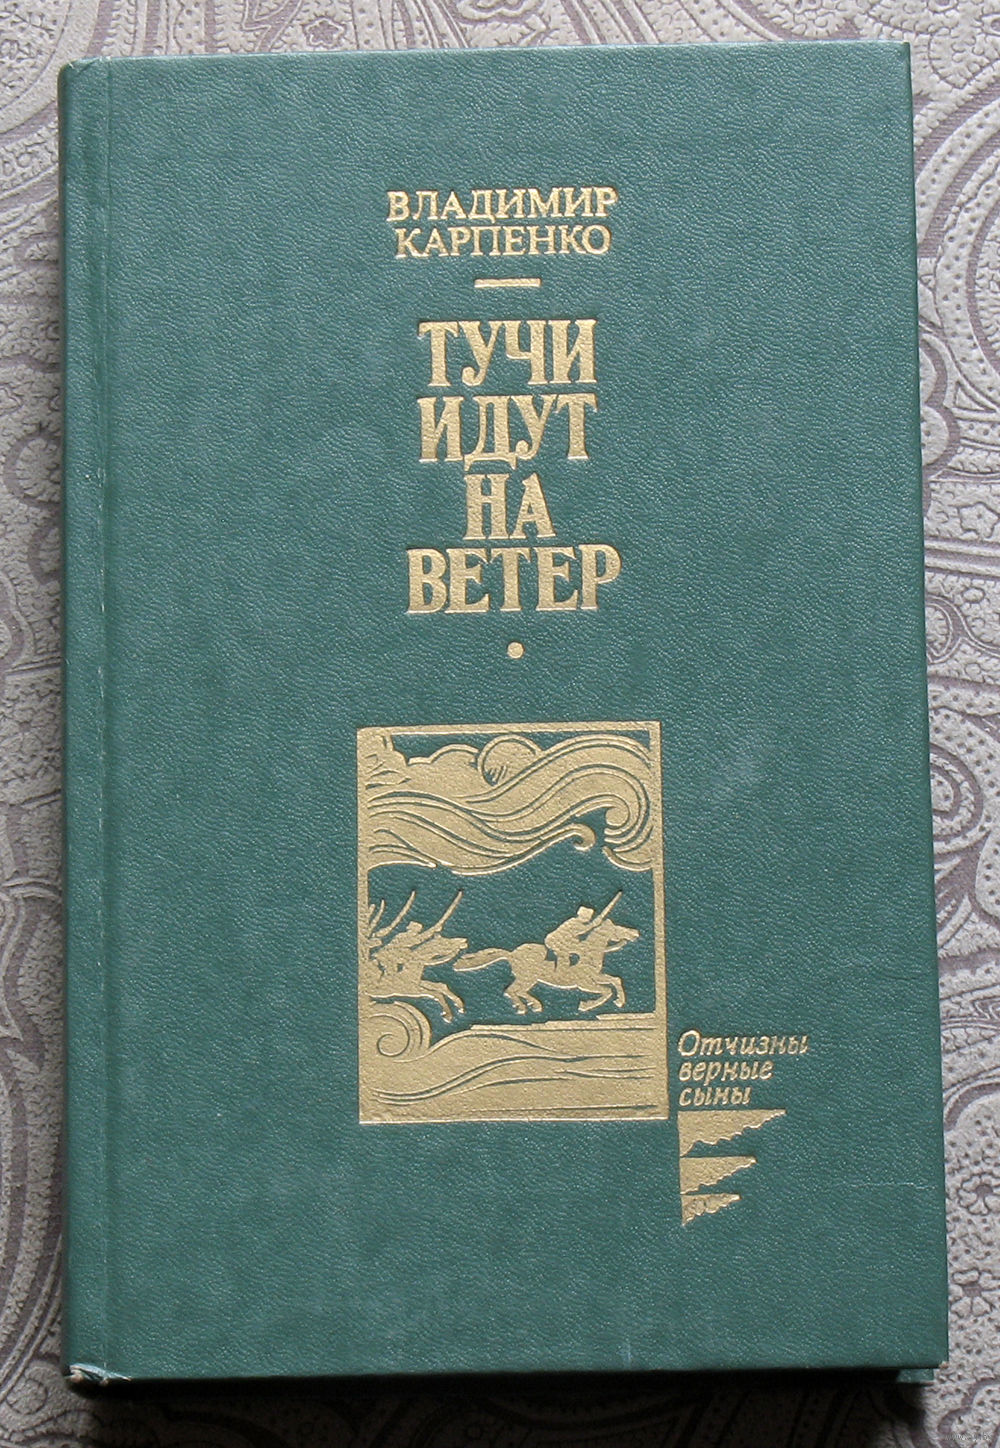 ВЛАДИМИР
КАРПЕНКО
ТУЧИ
ИДУТ
НА
ВЕТЕР
Отчизны
верные
сыны